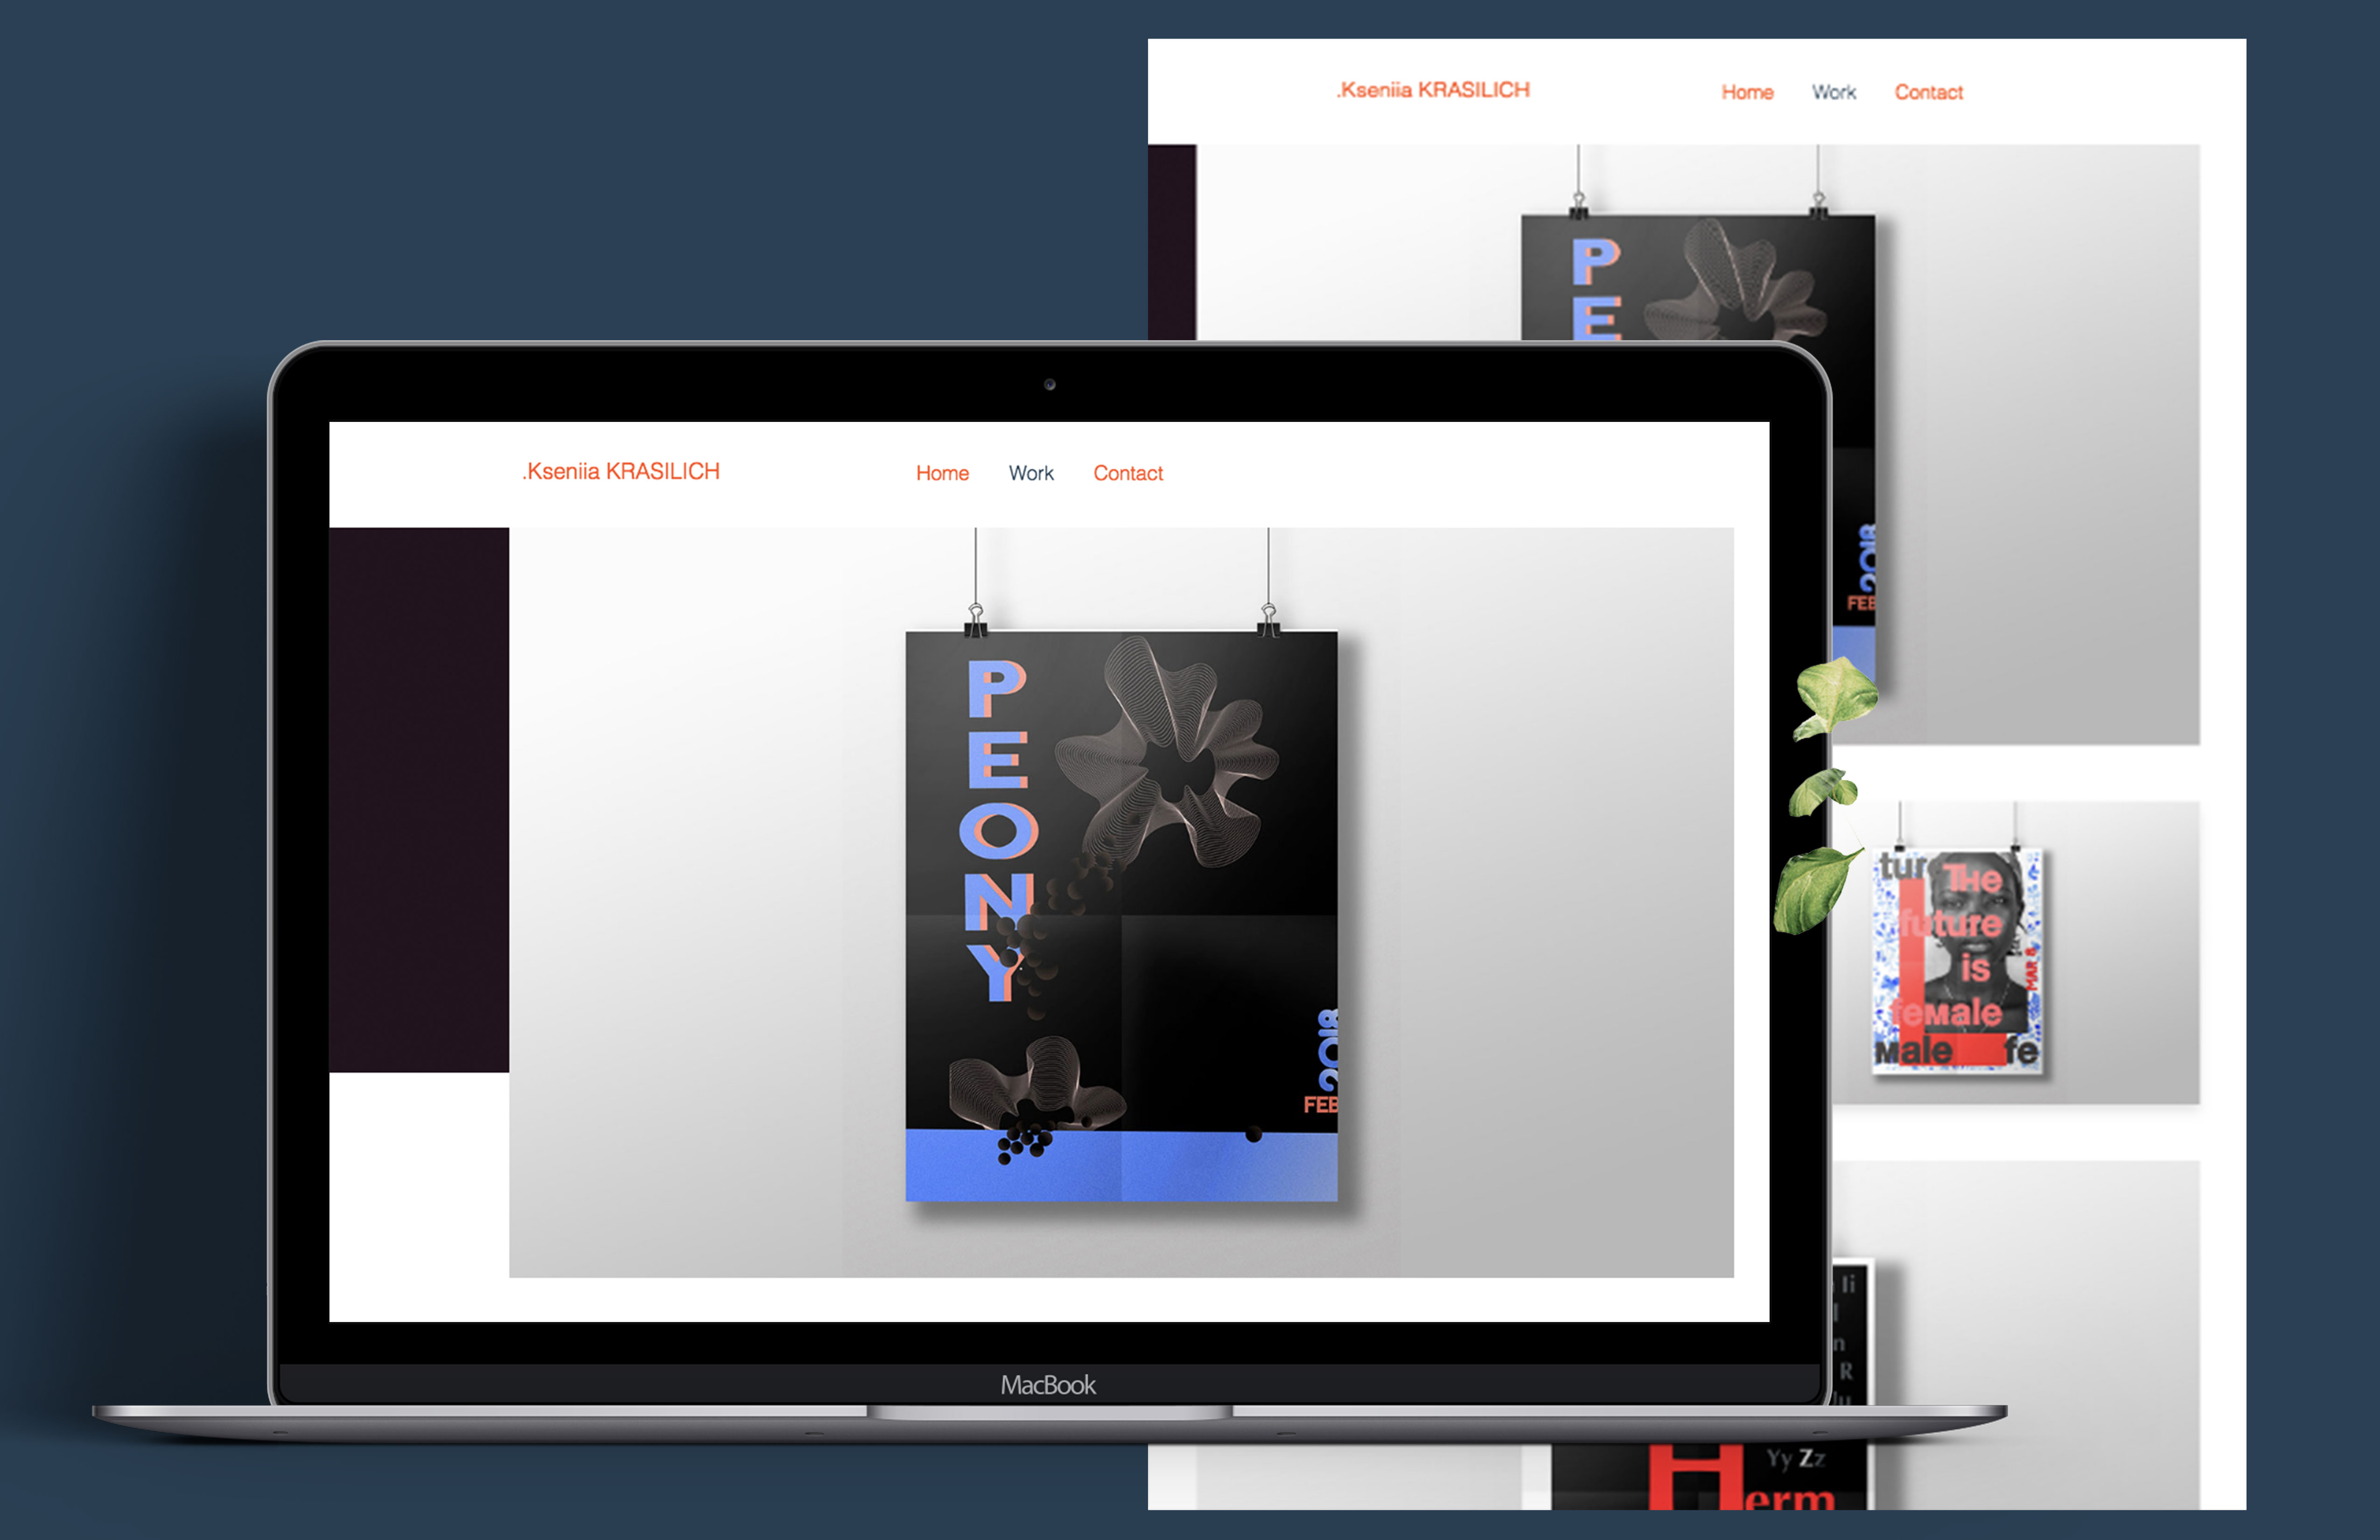 .Kseniia KRASILICH
Home Work Contact
P
E
2018
FEB
.Kseniia KRASILICH
Home Work Contact
PEONY
2018
FEB
MacBook
tur
THe
future
is
feMale
MAR 8
Male fe
li
l
n
R
Yy Zz
Herm